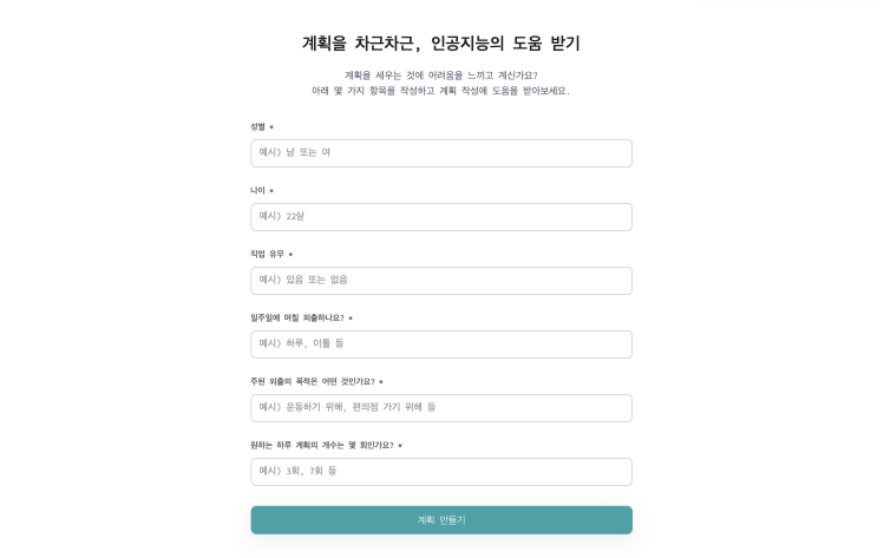 계획을 차근차근, 인공지능의 도움 받기
계획을 세우는 것에 어려움을 느끼고 계신가요?
아래 몇 가지 항목을 작성하고 계획 작성에 도움을 받아보세요.
성별 *
예시) 남 또는 여
나이 *
예시) 22살
직업 유무 *
예시) 있음 또는 없음
일주일에 며칠 외출하나요? *
예시) 하루, 이틀 등
주된 외출의 목적은 어떤 것인가요? *
예시) 운동하기 위해, 편의점 가기 위해 등
원하는 하루 계획의 개수는 몇 회인가요? *
예시) 3회, 7회 등
계획 만들기